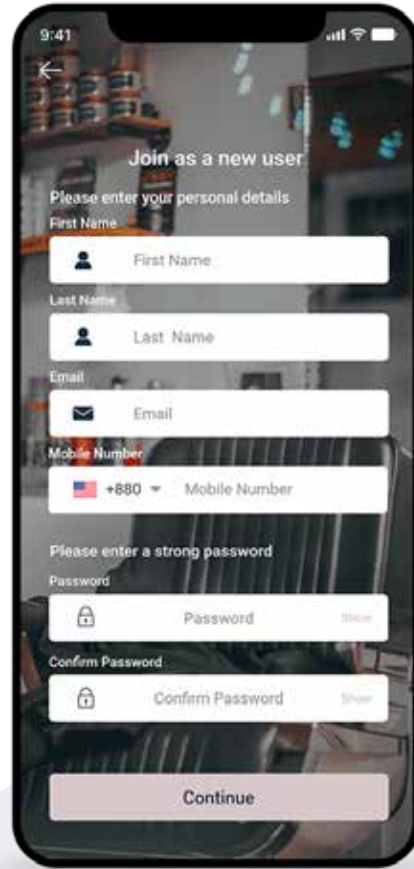 9:41
Join as a new user
Please enter your personal details
First Name
First Name
Last Name
Last Name
Email
Email
Mobile Number
+880 Mobile Number
Please enter a strong password
Password
Password Show
Confirm Password
Confirm Password Show
Continue